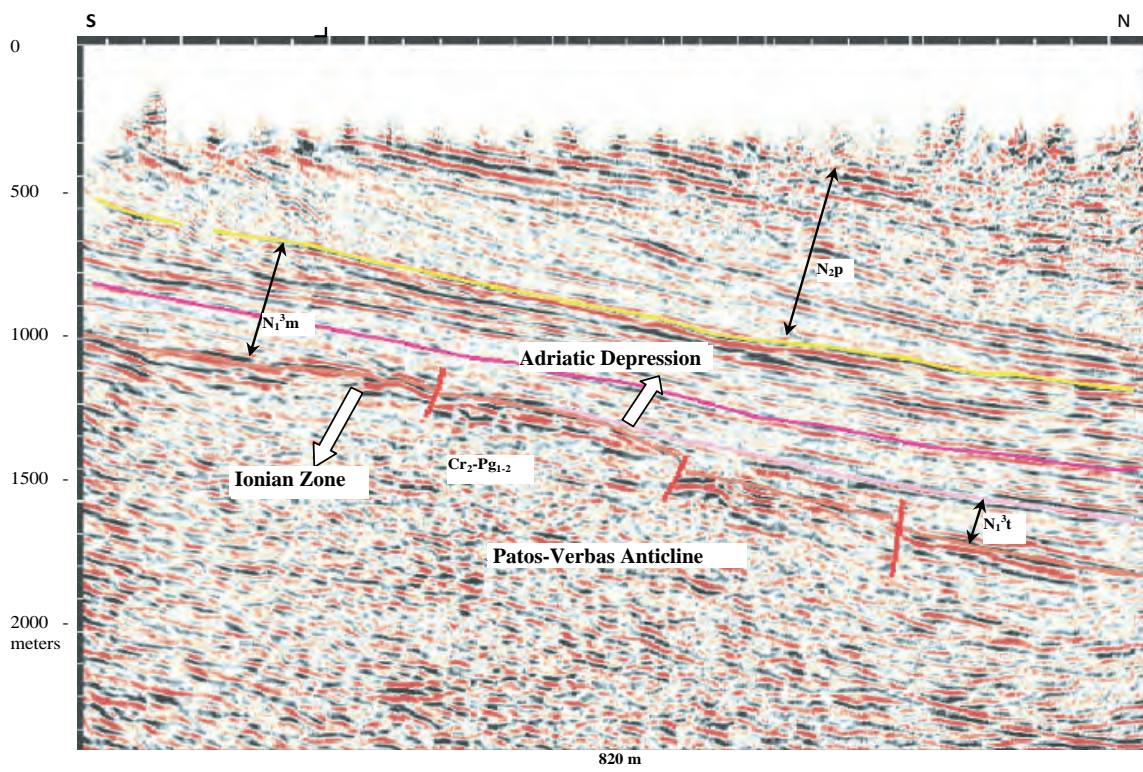 S N
0
500 -
N₂p
1000 -
N₁³m
Adriatic Depression
Cr₂-Pg₁₋₂
Ionian Zone
1500 -
N₁³t
Patos-Verbas Anticline
2000 -
meters
820 m